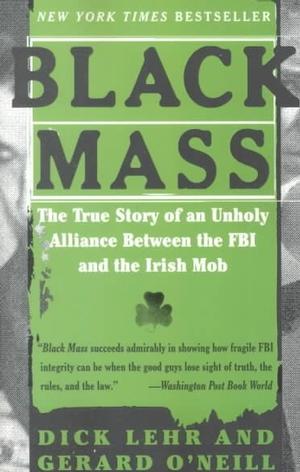 NEW YORK TIMES BESTSELLER
BLACK
MASS
The True Story of an Unholy
Alliance Between the FBI
and the Irish Mob
"Black Mass succeeds admirably in showing how fragile FBI
integrity can be when the good guys lose sight of truth, the
rules, and the law." —Washington Post Book World
DICK LEHR AND
GERARD O'NEILL